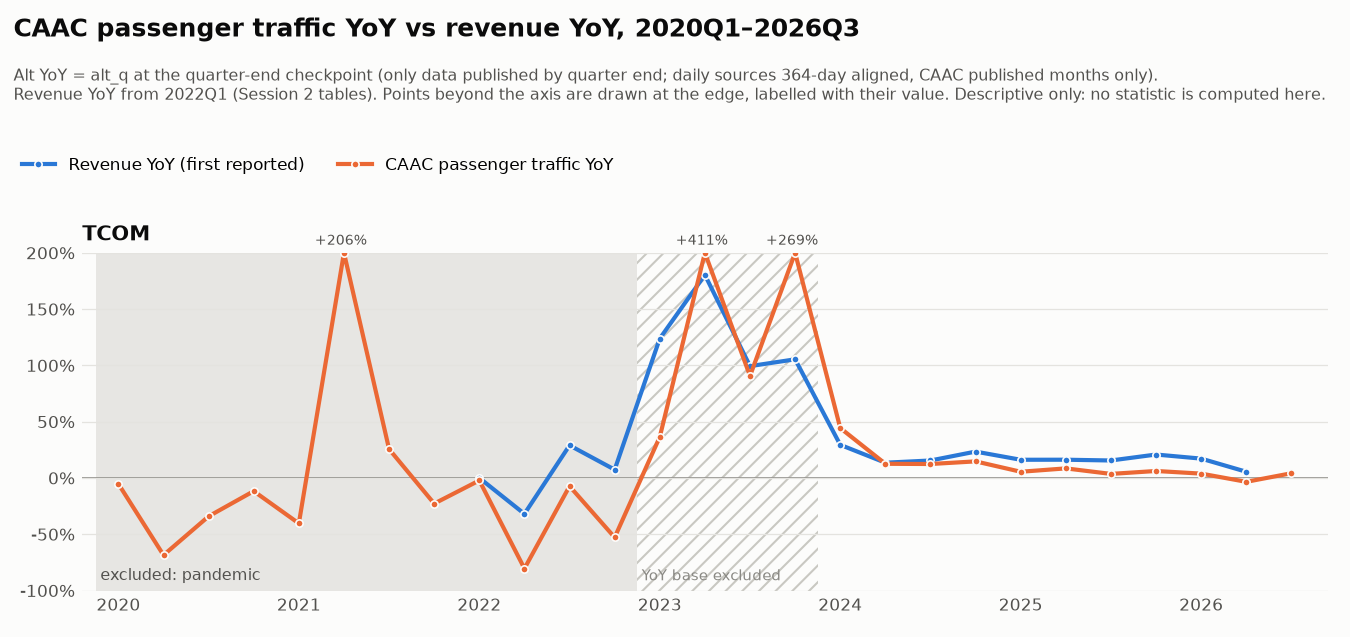 CAAC passenger traffic YoY vs revenue YoY, 2020Q1–2026Q3
Alt YoY = alt_q at the quarter-end checkpoint (only data published by quarter end; daily sources 364-day aligned, CAAC published months only).
Revenue YoY from 2022Q1 (Session 2 tables). Points beyond the axis are drawn at the edge, labelled with their value. Descriptive only: no statistic is computed here.
Revenue YoY (first reported)
CAAC passenger traffic YoY
TCOM
+206%
+411%
+269%
200%
150%
100%
50%
0%
-50%
-100%
excluded: pandemic
YoY base excluded
2020
2021
2022
2023
2024
2025
2026